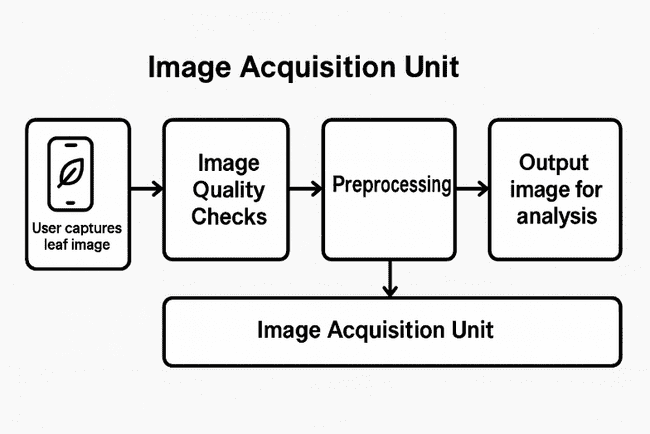 Image Acquisition Unit
User captures
leaf image
Image
Quality
Checks
Preprocessing
Output
image for
analysis
Image Acquisition Unit